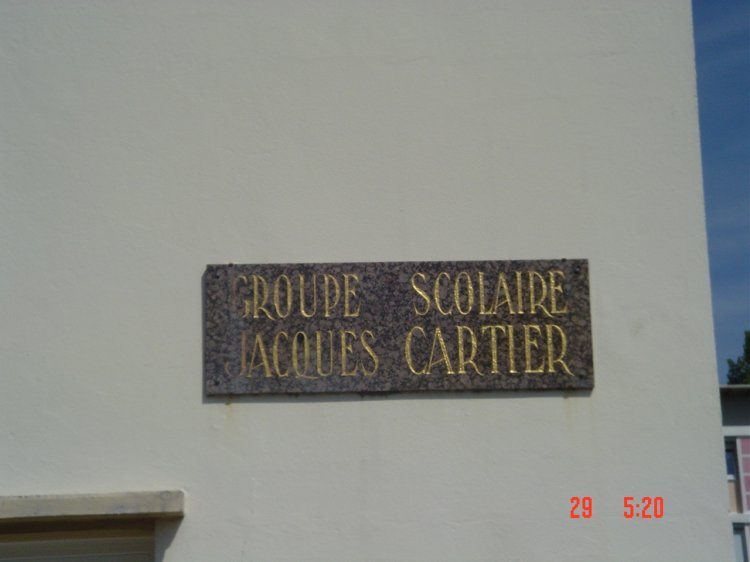 GROUPE SCOLAIRE
JACQUES CARTIER
29 5:20